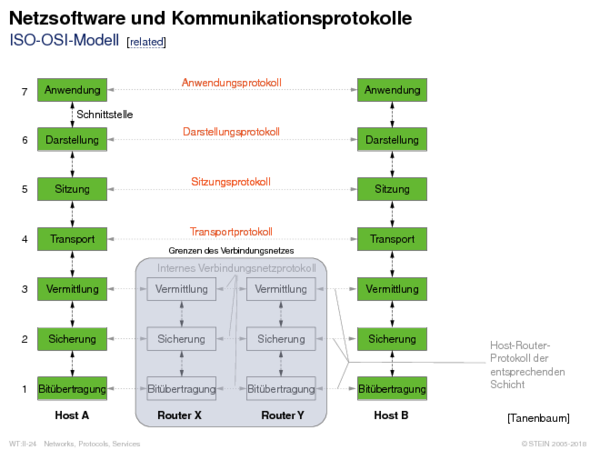 Netzsoftware und Kommunikationsprotokolle
ISO-OSI-Modell [related]
7 Anwendung Anwendungsprotokoll Anwendung
Schnittstelle
6 Darstellung Darstellungsprotokoll Darstellung
5 Sitzung Sitzungsprotokoll Sitzung
4 Transport Transportprotokoll Transport
Grenzen des Verbindungsnetzes
Internes Verbindungsnetzprotokoll
3 Vermittlung Vermittlung Vermittlung Vermittlung
2 Sicherung Sicherung Sicherung Sicherung
Host-Router-
Protokoll der
entsprechenden
Schicht
1 Bitübertragung Bitübertragung Bitübertragung Bitübertragung
Host A Router X Router Y Host B
[Tanenbaum]
WT:II-24 Networks, Protocols, Services © STEIN 2005-2018